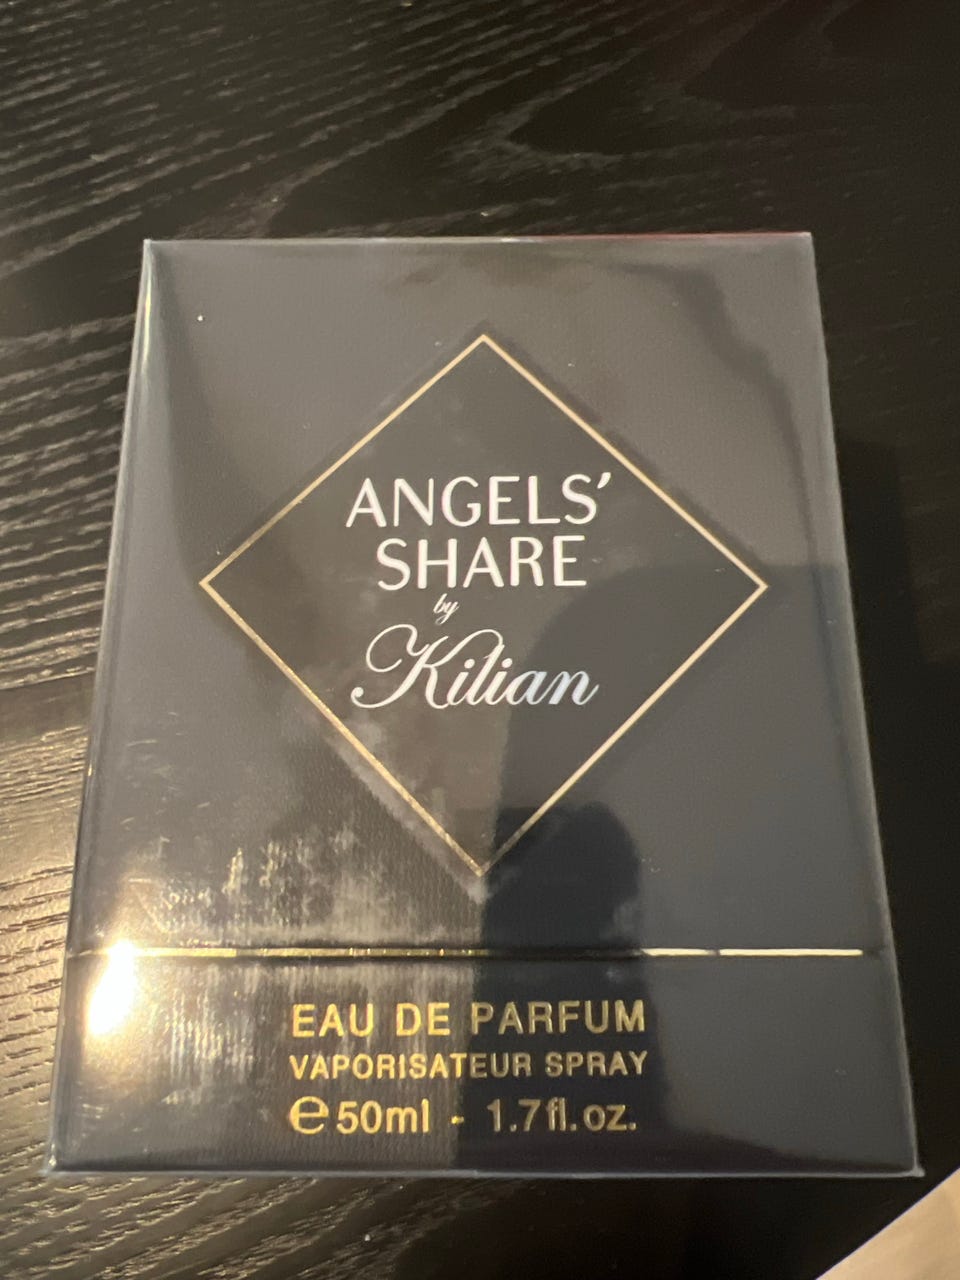 ANGELS’
SHARE
by
Kilian
EAU DE PARFUM
VAPORISATEUR SPRAY
℮50ml - 1.7fl.oz.